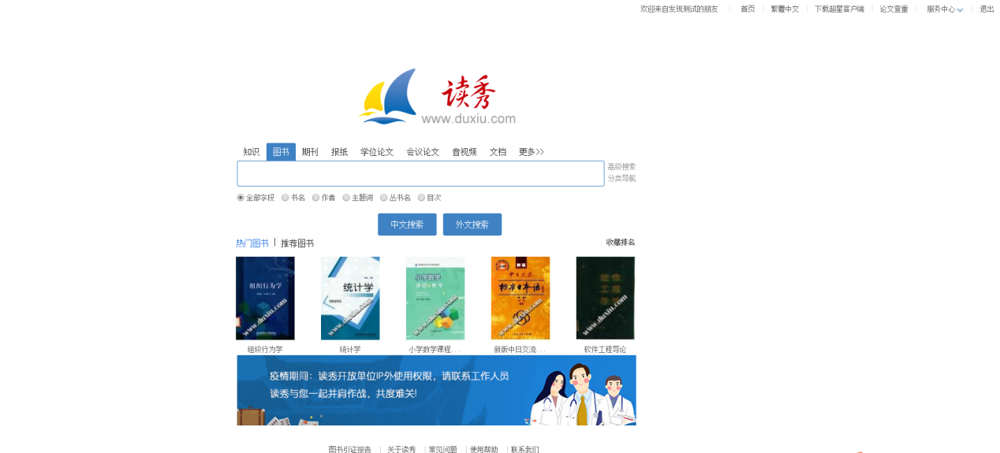 欢迎来自发现测试的朋友 首页 繁體中文 下载超星客户端 论文查重 服务中心 退出
读秀
www.duxiu.com
知识 图书 期刊 报纸 学位论文 会议论文 音视频 文档 更多>>
高级搜索
分类导航
全部字段 书名 作者 主题词 丛书名 目次
中文搜索 外文搜索
热门图书 推荐图书 收藏排名
组织行为学
www.duxiu.com
统计学
www.duxiu.com
小学数学
课程与教学
www.duxiu.com
新版
中日交流
标准日本语
www.duxiu.com
软件
工程
导论
www.duxiu.com
组织行为学 统计学 小学数学课程... 新版中日交流... 软件工程导论
疫情期间：读秀开放单位IP外使用权限，请联系工作人员
读秀与您一起并肩作战，共度难关!
图书引证报告 关于读秀 常见问题 使用帮助 联系我们